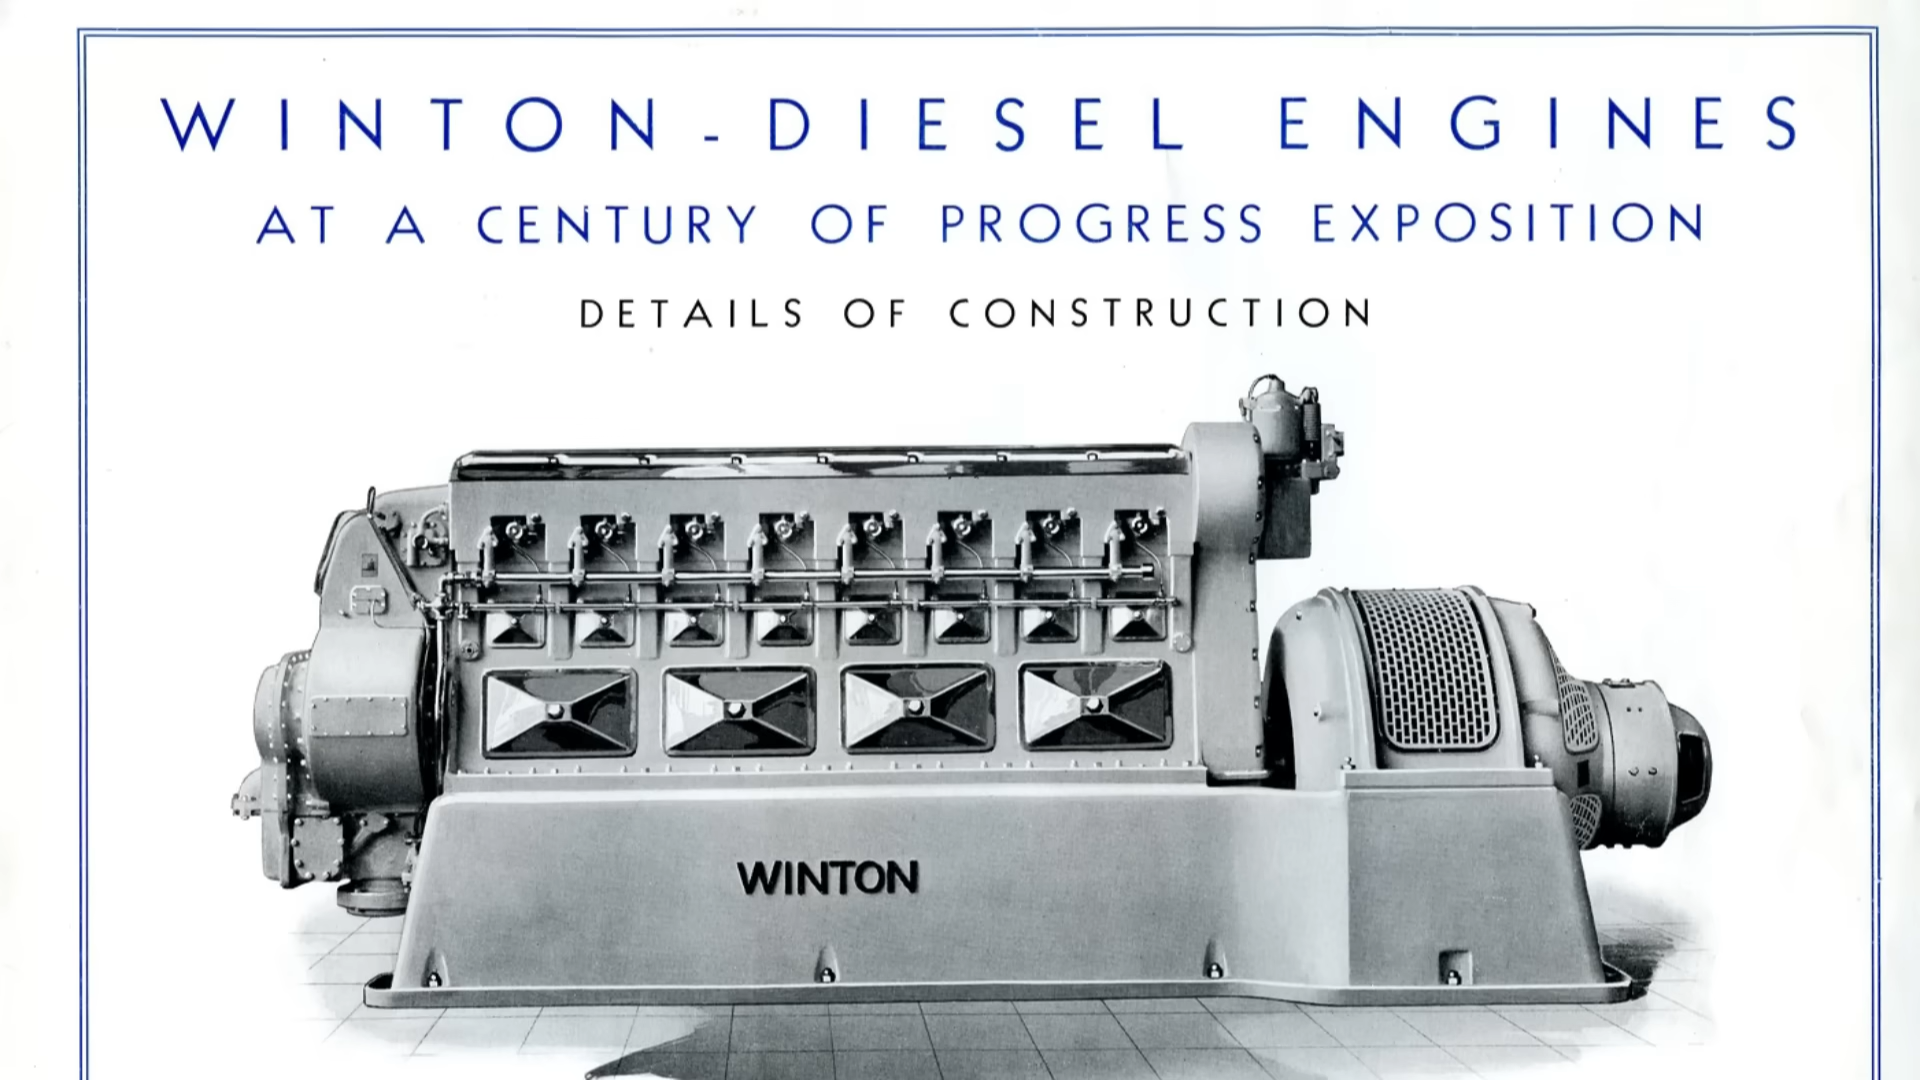 WINTON-DIESEL ENGINES
AT A CENTURY OF PROGRESS EXPOSITION
DETAILS OF CONSTRUCTION
WINTON